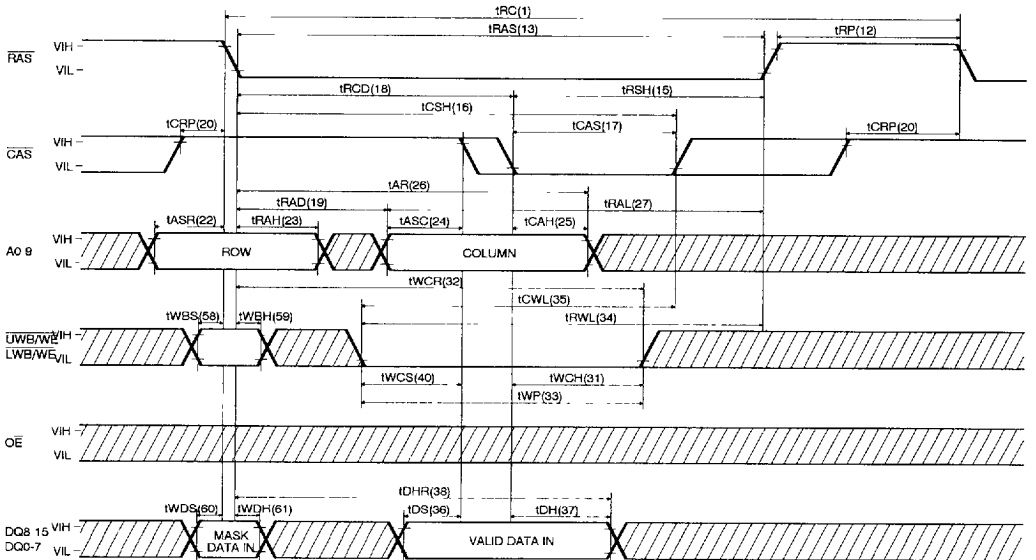 tRC(1)
tRAS(13)
tRP(12)
RAS
VIH
VIL
tRCD(18)
tRSH(15)
tCSH(16)
tCRP(20)
tCAS(17)
tCRP(20)
CAS
VIH
VIL
tAR(26)
tRAD(19)
tRAL(27)
tASR(22)
tRAH(23)
tASC(24)
tCAH(25)
A0 9
VIH
VIL
ROW
COLUMN
tWCR(32)
tCWL(35)
tWBS(58)
tWBH(59)
tRWL(34)
UWB/WE
LWB/WE
VIH
VIL
tWCS(40)
tWCH(31)
tWP(33)
OE
VIH
VIL
tDHR(38)
tWDS(60)
tWDH(61)
tDS(36)
tDH(37)
DQ8 15
DQ0-7
VIH
VIL
MASK
DATA IN
VALID DATA IN